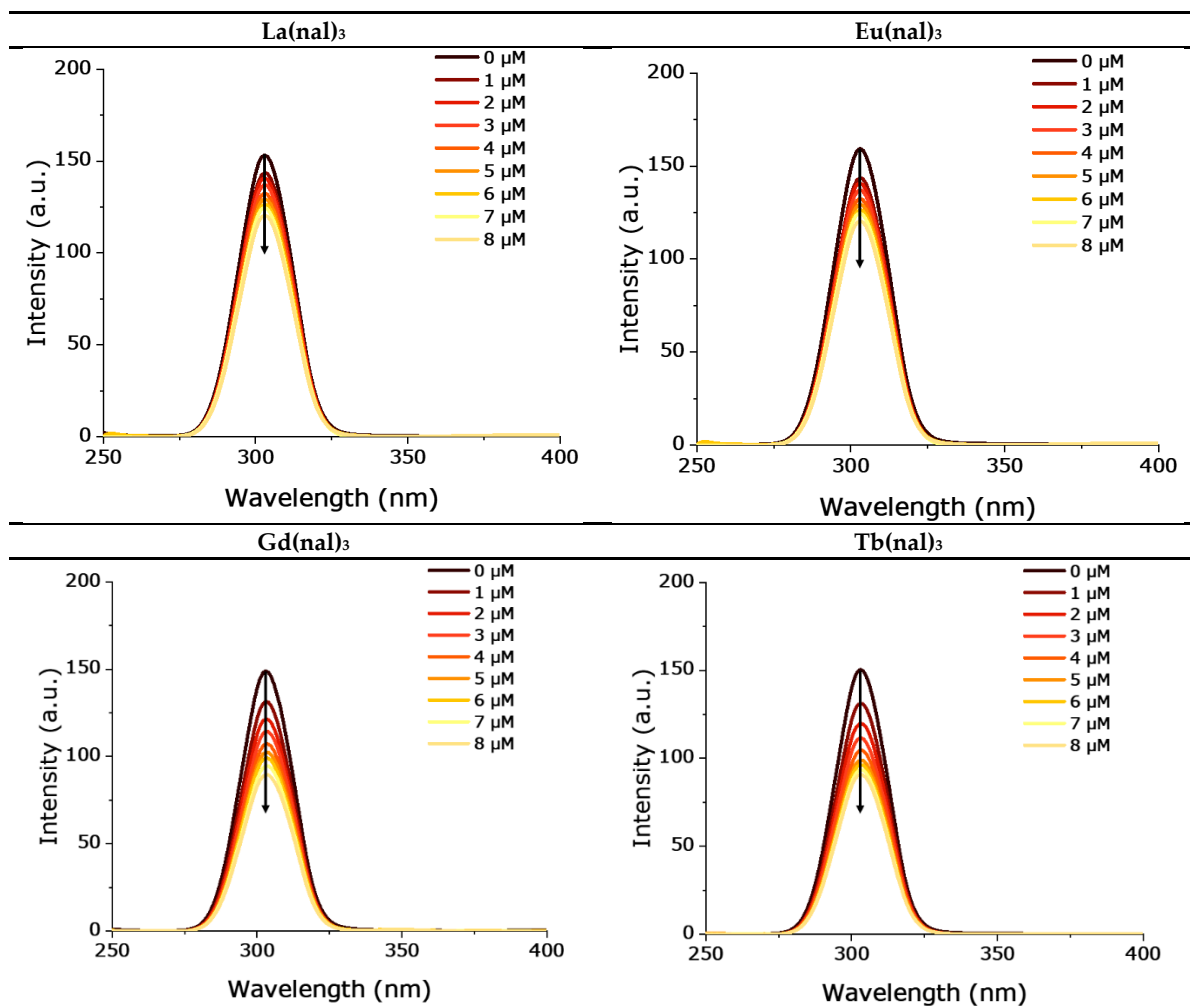 La(nal)₃
Eu(nal)₃
0 µM
1 µM
2 µM
3 µM
4 µM
5 µM
6 µM
7 µM
8 µM
200
150
100
50
0
250
300
350
400
Intensity (a.u.)
Wavelength (nm)
0 µM
1 µM
2 µM
3 µM
4 µM
5 µM
6 µM
7 µM
8 µM
200
150
100
50
0
250
300
350
400
Intensity (a.u.)
Wavelength (nm)
Gd(nal)₃
Tb(nal)₃
0 µM
1 µM
2 µM
3 µM
4 µM
5 µM
6 µM
7 µM
8 µM
200
150
100
50
0
250
300
350
400
Intensity (a.u.)
Wavelength (nm)
0 µM
1 µM
2 µM
3 µM
4 µM
5 µM
6 µM
7 µM
8 µM
200
150
100
50
0
250
300
350
400
Intensity (a.u.)
Wavelength (nm)